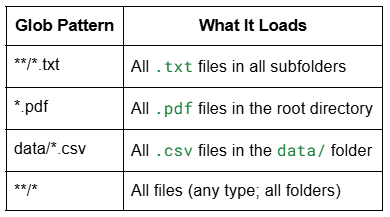 Glob Pattern What It Loads
**/*.txt All .txt files in all subfolders
*.pdf All .pdf files in the root directory
data/*.csv All .csv files in the data/ folder
**/* All files (any type; all folders)